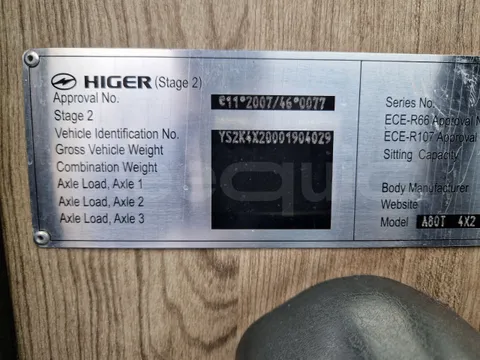 HIGER (Stage 2)
Approval No. e11*2007/46*0077
Stage 2
Vehicle Identification No. YS2K4X20001904029
Gross Vehicle Weight
Combination Weight
Axle Load, Axle 1
Axle Load, Axle 2
Axle Load, Axle 3
Series No.
ECE-R66 Approval N
ECE-R107 Approval
Sitting Capacity
Body Manufacturer
Website
Model A80T 4X2